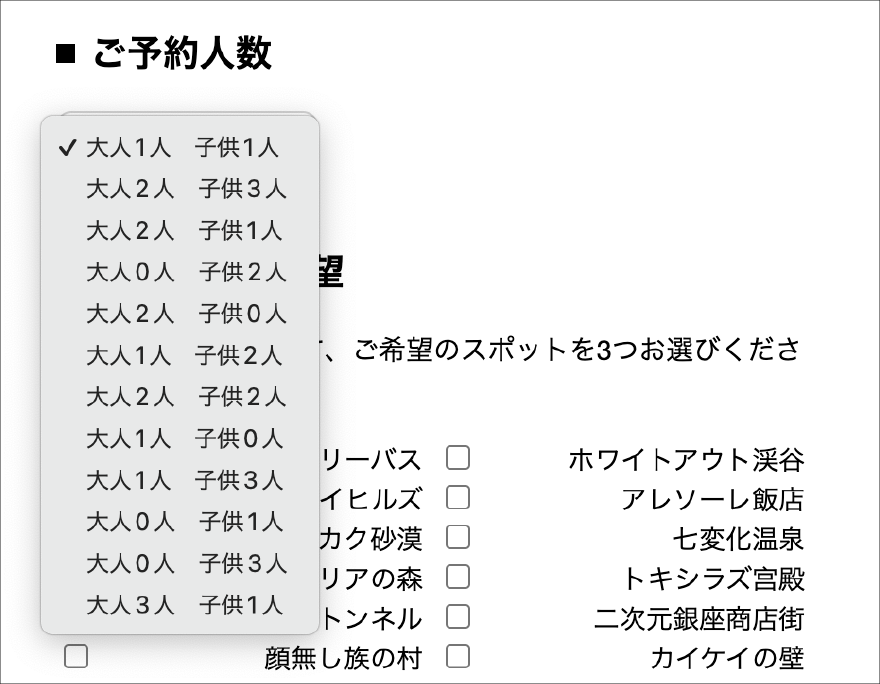 ■ ご予約人数
✓ 大人1人　子供1人
大人2人　子供3人
大人2人　子供1人
大人0人　子供2人
望
大人2人　子供0人
大人1人　子供2人
、ご希望のスポットを3つお選びくださ
大人2人　子供2人
大人1人　子供0人
リーバス　ホワイトアウト渓谷
大人1人　子供3人
イヒルズ　アレソーレ飯店
大人0人　子供1人
カク砂漠　七変化温泉
大人0人　子供3人
リアの森　トキシラズ宮殿
大人3人　子供1人
トンネル　二次元銀座商店街
顔無し族の村　カイケイの壁